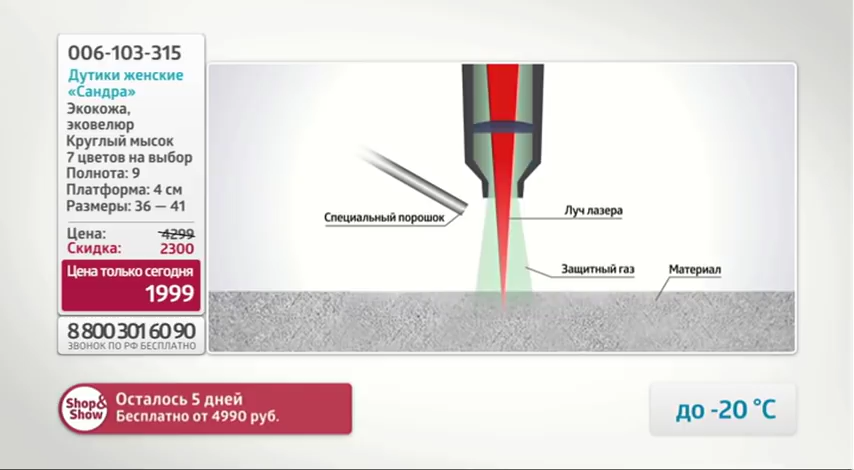 006-103-315
Дутики женские
«Сандра»
Экокожа,
эковелюр
Круглый мысок
7 цветов на выбор
Полнота: 9
Платформа: 4 см
Размеры: 36 — 41
Цена: 4299
Скидка: 2300
Цена только сегодня
1999
8 800 301 60 90
ЗВОНОК ПО РФ БЕСПЛАТНО
Специальный порошок
Луч лазера
Защитный газ
Материал
Shop&
Show
Осталось 5 дней
Бесплатно от 4990 руб.
до -20 °C